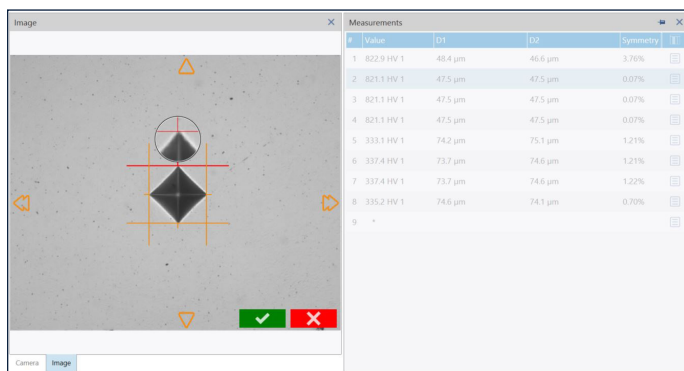 Image
Measurements
# Value D1 D2 Symmetry
1 822.9 HV 1 48.4 µm 46.6 µm 3.76%
2 821.1 HV 1 47.5 µm 47.5 µm 0.07%
3 821.1 HV 1 47.5 µm 47.5 µm 0.07%
4 821.1 HV 1 47.5 µm 47.5 µm 0.07%
5 333.1 HV 1 74.2 µm 75.1 µm 1.21%
6 337.4 HV 1 73.7 µm 74.6 µm 1.21%
7 337.4 HV 1 73.7 µm 74.6 µm 1.22%
8 335.2 HV 1 74.6 µm 74.1 µm 0.70%
9 *
Camera Image